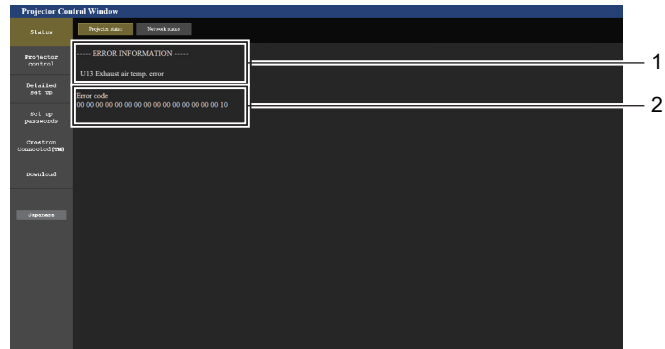 Projector Control Window
Status
Projector status
Network status
Projector control
Detailed set up
Set up passwords
Crestron Connected(TM)
Download
Japanese
----- ERROR INFORMATION -----
U13 Exhaust air temp. error
Error code
00 00 00 00 00 00 00 00 00 00 00 00 00 00 00 10
1
2